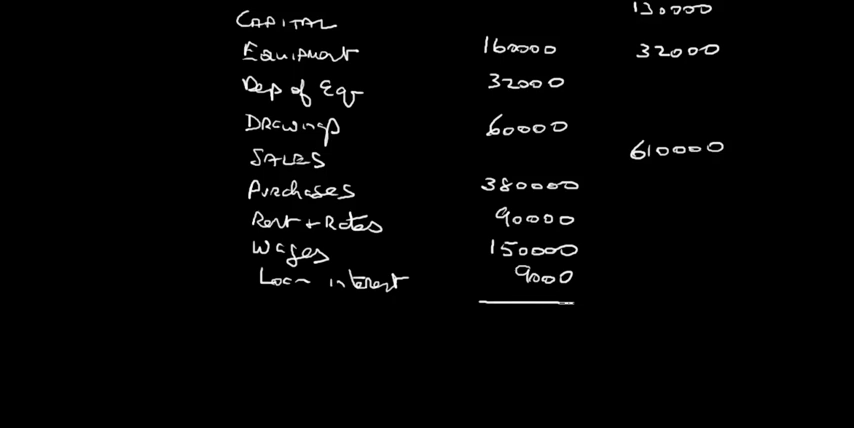 CAPITAL 130000
Equipment 160000 32000
Dep of Eqr 32000
Drawings 60000
SALES 610000
Purchases 380000
Rent + Rates 90000
Wages 150000
Loan interest 9000